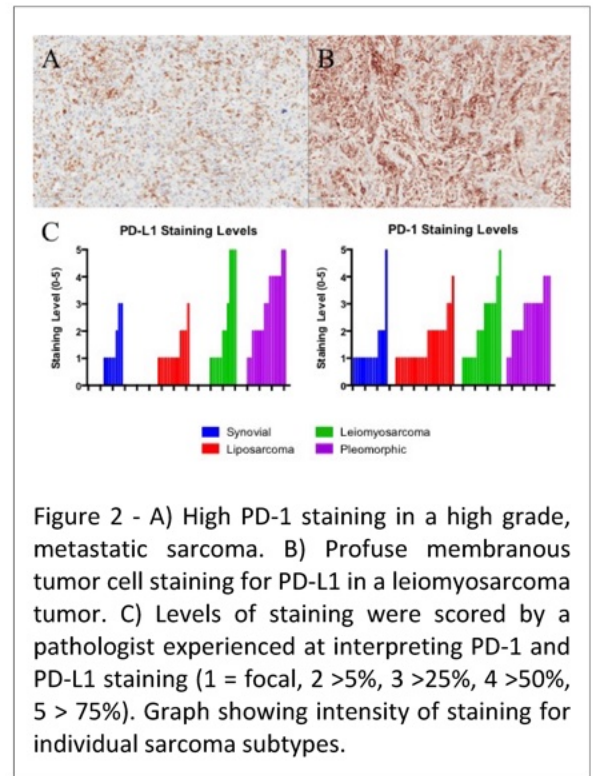 A
B
C
PD-L1 Staining Levels
PD-1 Staining Levels
Staining Level (0-5)
5
4
3
2
1
0
Staining Level (0-5)
5
4
3
2
1
0
Synovial
Leiomyosarcoma
Liposarcoma
Pleomorphic
Figure 2 - A) High PD-1 staining in a high grade,
metastatic sarcoma. B) Profuse membranous
tumor cell staining for PD-L1 in a leiomyosarcoma
tumor. C) Levels of staining were scored by a
pathologist experienced at interpreting PD-1 and
PD-L1 staining (1 = focal, 2 >5%, 3 >25%, 4 >50%,
5 > 75%). Graph showing intensity of staining for
individual sarcoma subtypes.